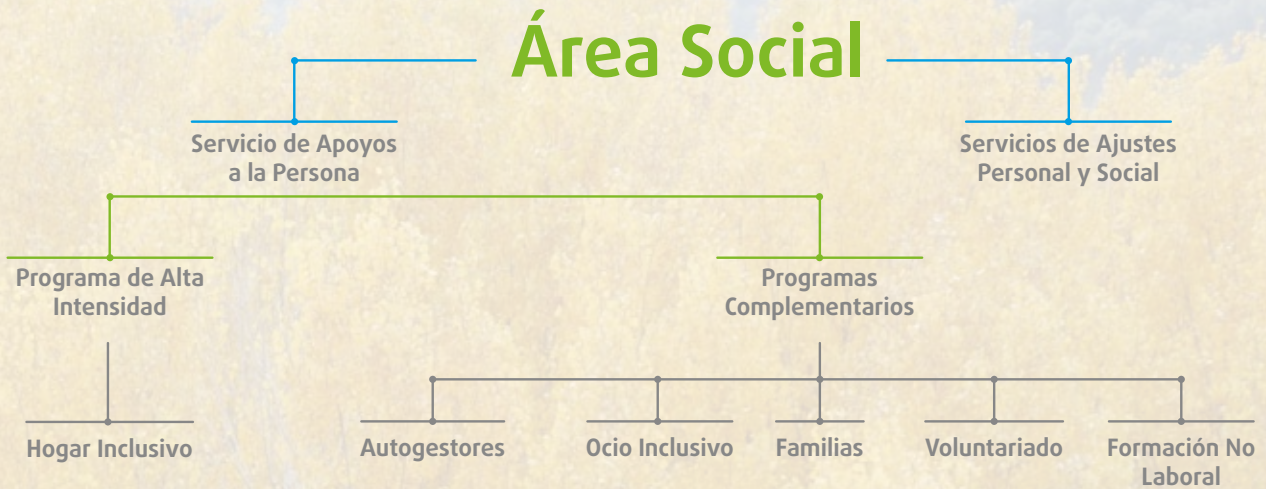 Área Social
Servicio de Apoyos
a la Persona
Servicios de Ajustes
Personal y Social
Programa de Alta
Intensidad
Programas
Complementarios
Hogar Inclusivo
Autogestores
Ocio Inclusivo
Familias
Voluntariado
Formación No
Laboral